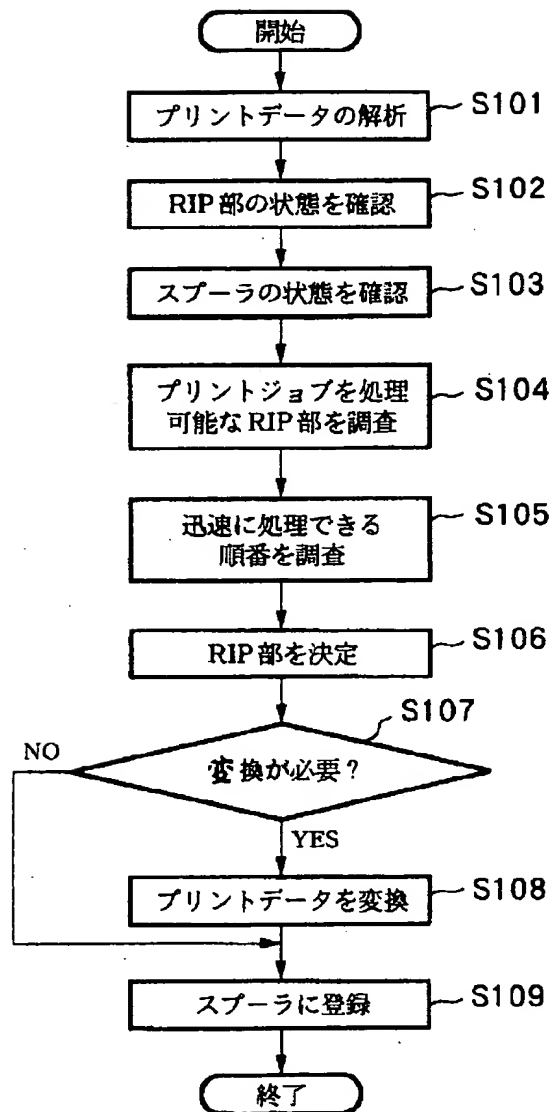 開始
プリントデータの解析
S101
RIP部の状態を確認
S102
スプーラの状態を確認
S103
プリントジョブを処理
可能なRIP部を調査
S104
迅速に処理できる
順番を調査
S105
RIP部を決定
S106
S107
変換が必要?
NO
YES
プリントデータを変換
S108
スプーラに登録
S109
終了